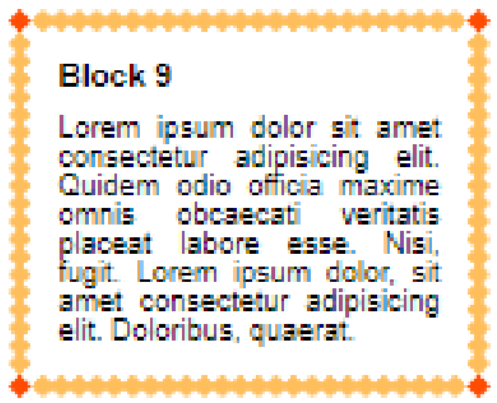 Block 9
Lorem ipsum dolor sit amet
consectetur adipisicing elit.
Quidem odio officia maxime
omnis obcaecati veritatis
placeat labore esse. Nisi,
fugit. Lorem ipsum dolor, sit
amet consectetur adipisicing
elit. Doloribus, quaerat.